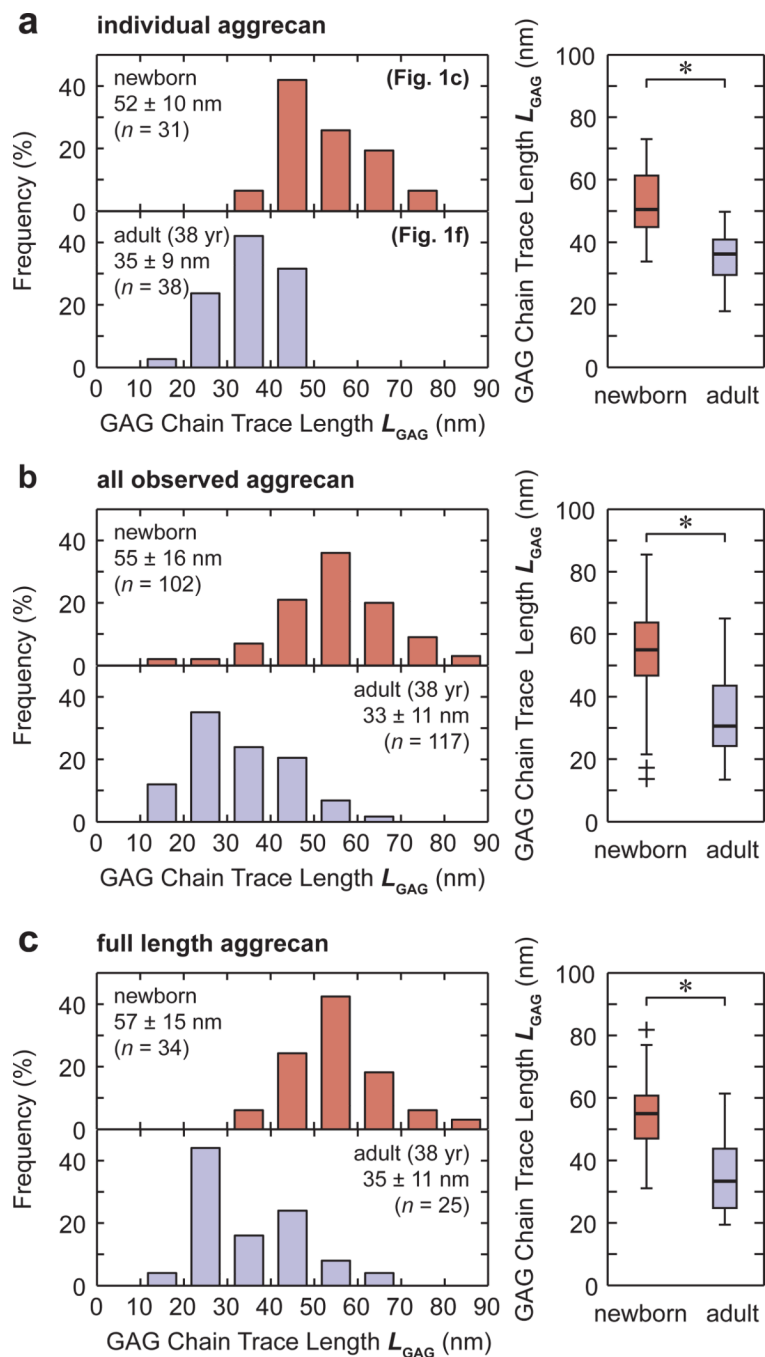 a individual aggrecan
newborn
52 ± 10 nm
(n = 31)
(Fig. 1c)
adult (38 yr)
35 ± 9 nm
(n = 38)
(Fig. 1f)
Frequency (%)
40
20
0
40
20
0
0 10 20 30 40 50 60 70 80 90
GAG Chain Trace Length LGAG (nm)
GAG Chain Trace Length LGAG (nm)
100
80
60
40
20
0
*
newborn adult
b all observed aggrecan
newborn
55 ± 16 nm
(n = 102)
adult (38 yr)
33 ± 11 nm
(n = 117)
Frequency (%)
40
20
0
40
20
0
0 10 20 30 40 50 60 70 80 90
GAG Chain Trace Length LGAG (nm)
GAG Chain Trace Length LGAG (nm)
100
80
60
40
20
0
*
newborn adult
c full length aggrecan
newborn
57 ± 15 nm
(n = 34)
adult (38 yr)
35 ± 11 nm
(n = 25)
Frequency (%)
40
20
0
40
20
0
0 10 20 30 40 50 60 70 80 90
GAG Chain Trace Length LGAG (nm)
GAG Chain Trace Length LGAG (nm)
100
80
60
40
20
0
*
newborn adult